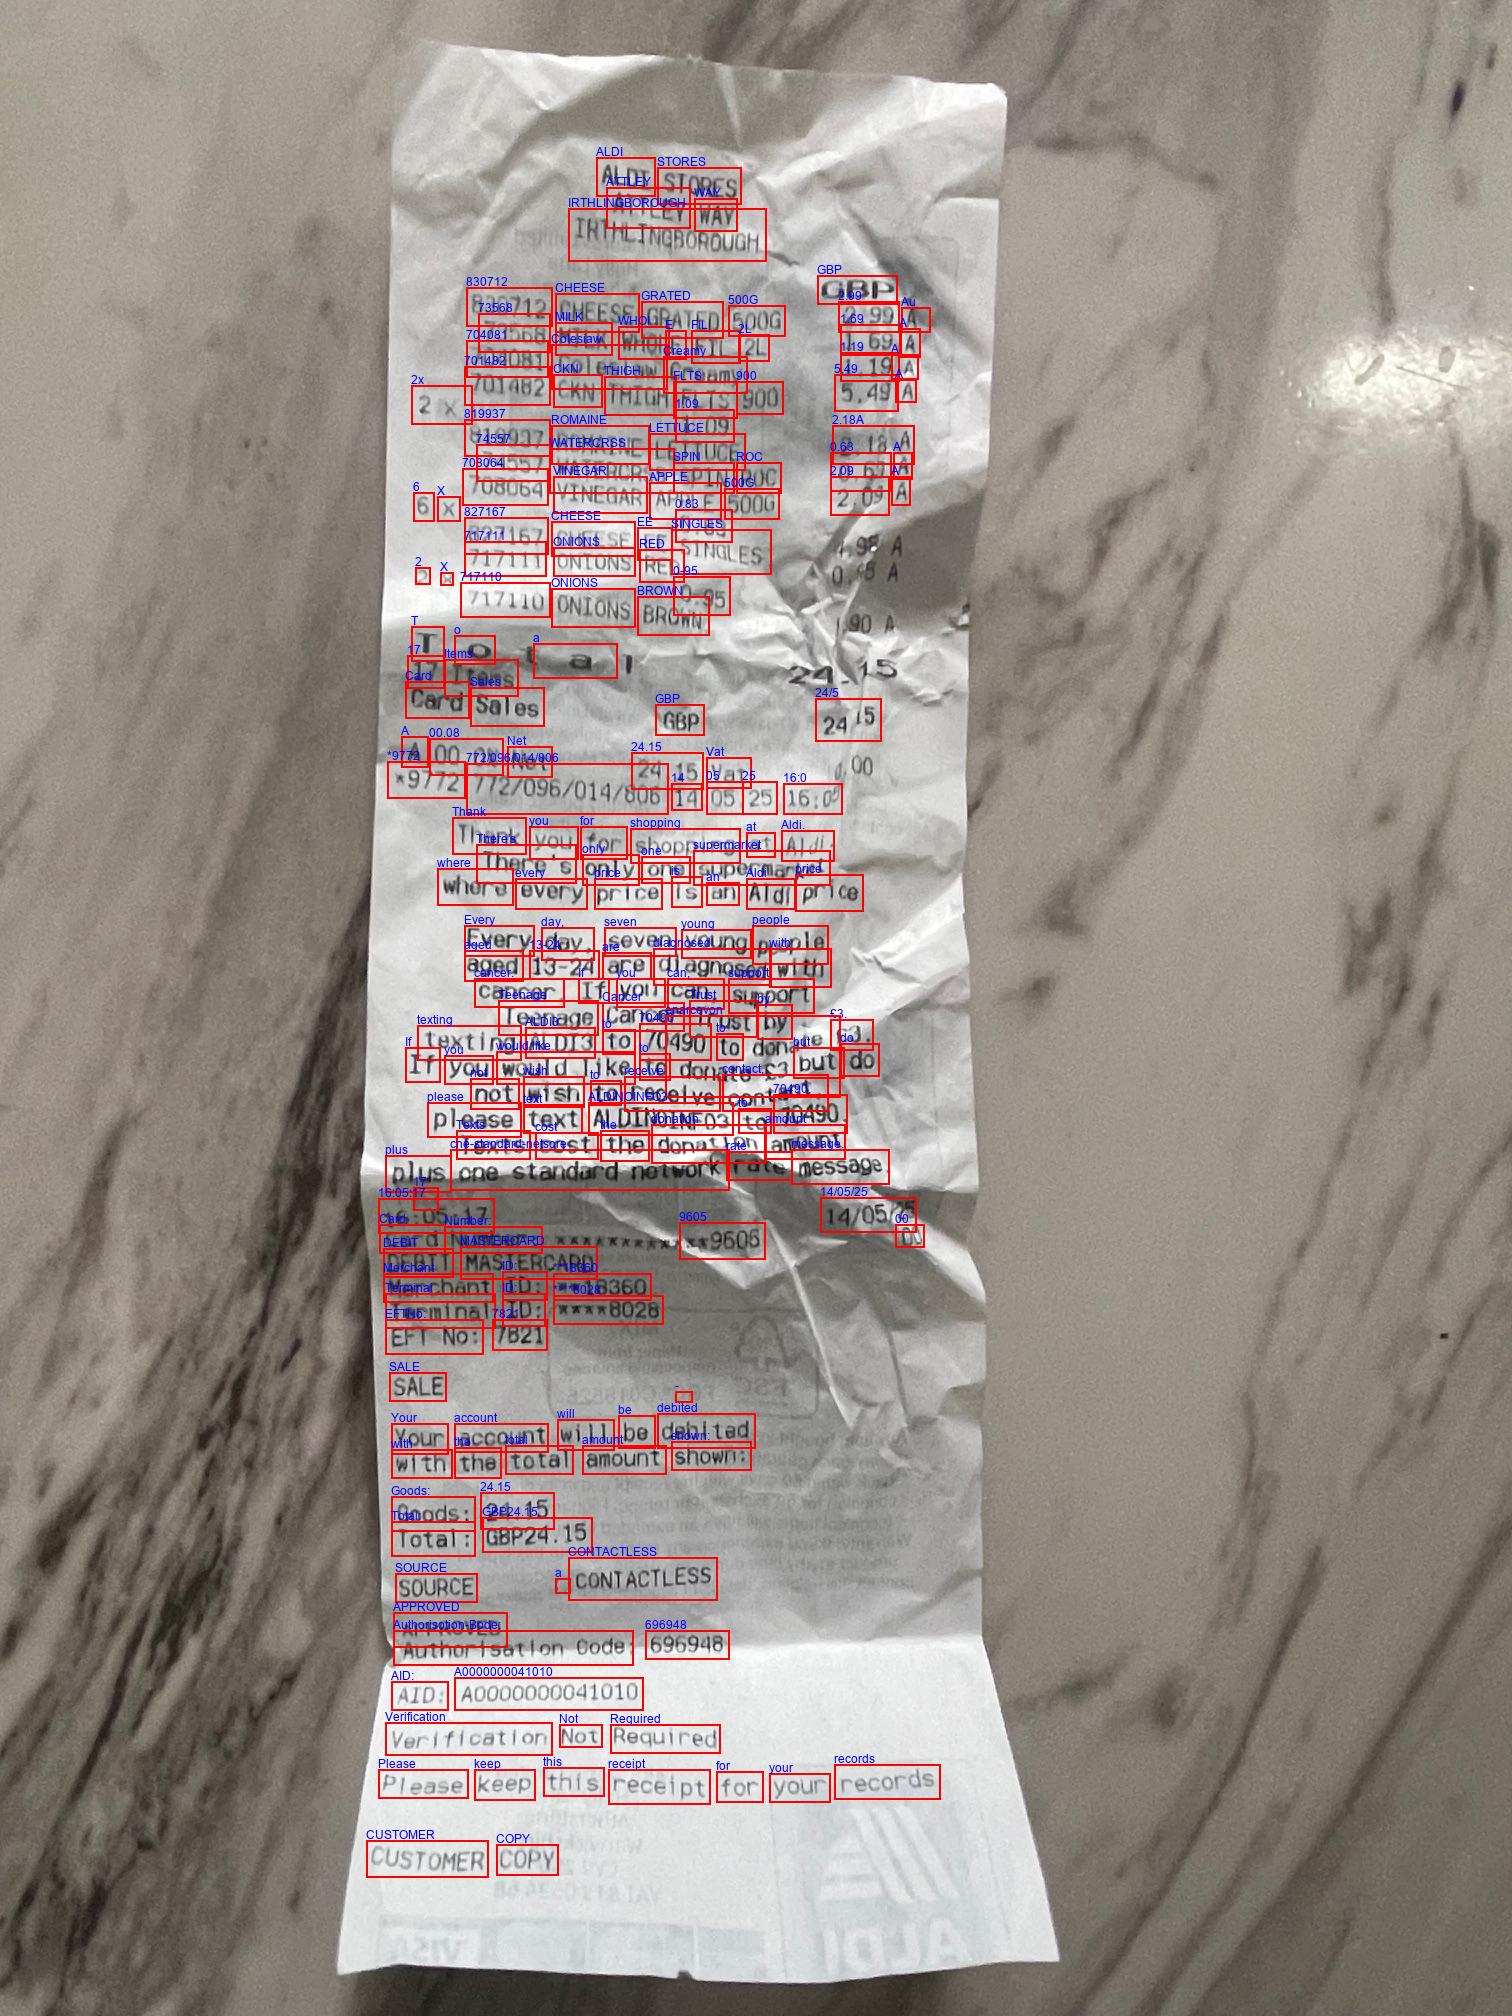 ALDI STORES
ATTLEY WAY
IRTHLINGBOROUGH
GBP
830712 CHEESE GRATED 500G 2.99 A
73568 MILK WHOLE FIL 2L 1.69 A
704081 Coleslaw Creamy 1.19 A
701482 CKN THIGH FLTS 900 5.49 A
2 x 1.09
819937 ROMAINE LETTUCE 2.18 A
74557 WATERCRSS SPIN ROC 0.69 A
708064 VINEGAR APPLE 500G 2.09 A
6 x 0.83
827167 CHEESE EE SINGLES 4.98 A
717111 ONIONS RED 0.95 A
2 x 0.95
717110 ONIONS BROWN 1.90 A
Total 24.15
17 Items
Card Sales GBP 24.15
A 00.0% Net 24.15 Vat 0.00
*9772 772/096/014/806 14 05 25 16:05
Thank you for shopping at Aldi.
There's only one supermarket
where every price is an Aldi price
Every day, seven young people
aged 13-24 are diagnosed with
cancer. If you can, support
Teenage Cancer Trust by
texting ALDI3 to 70490 to donate £3.
If you would like to donate £3 but do
not wish to receive contact,
please text ALDINOINFO3 to 70490.
Texts cost the donation amount
plus one standard network rate message.
16:05:17 14/05/25
Card Number: ************9606 00
DEBIT MASTERCARD
Merchant ID: ***18360
Terminal ID: ****8028
EFT No: 7821
SALE
Your account will be debited
with the total amount shown:
Goods: 24.15
Total: GBP24.15
SOURCE : CONTACTLESS
APPROVED
Authorisation Code: 696948
AID: A0000000041010
Verification Not Required
Please keep this receipt for your records
CUSTOMER COPY